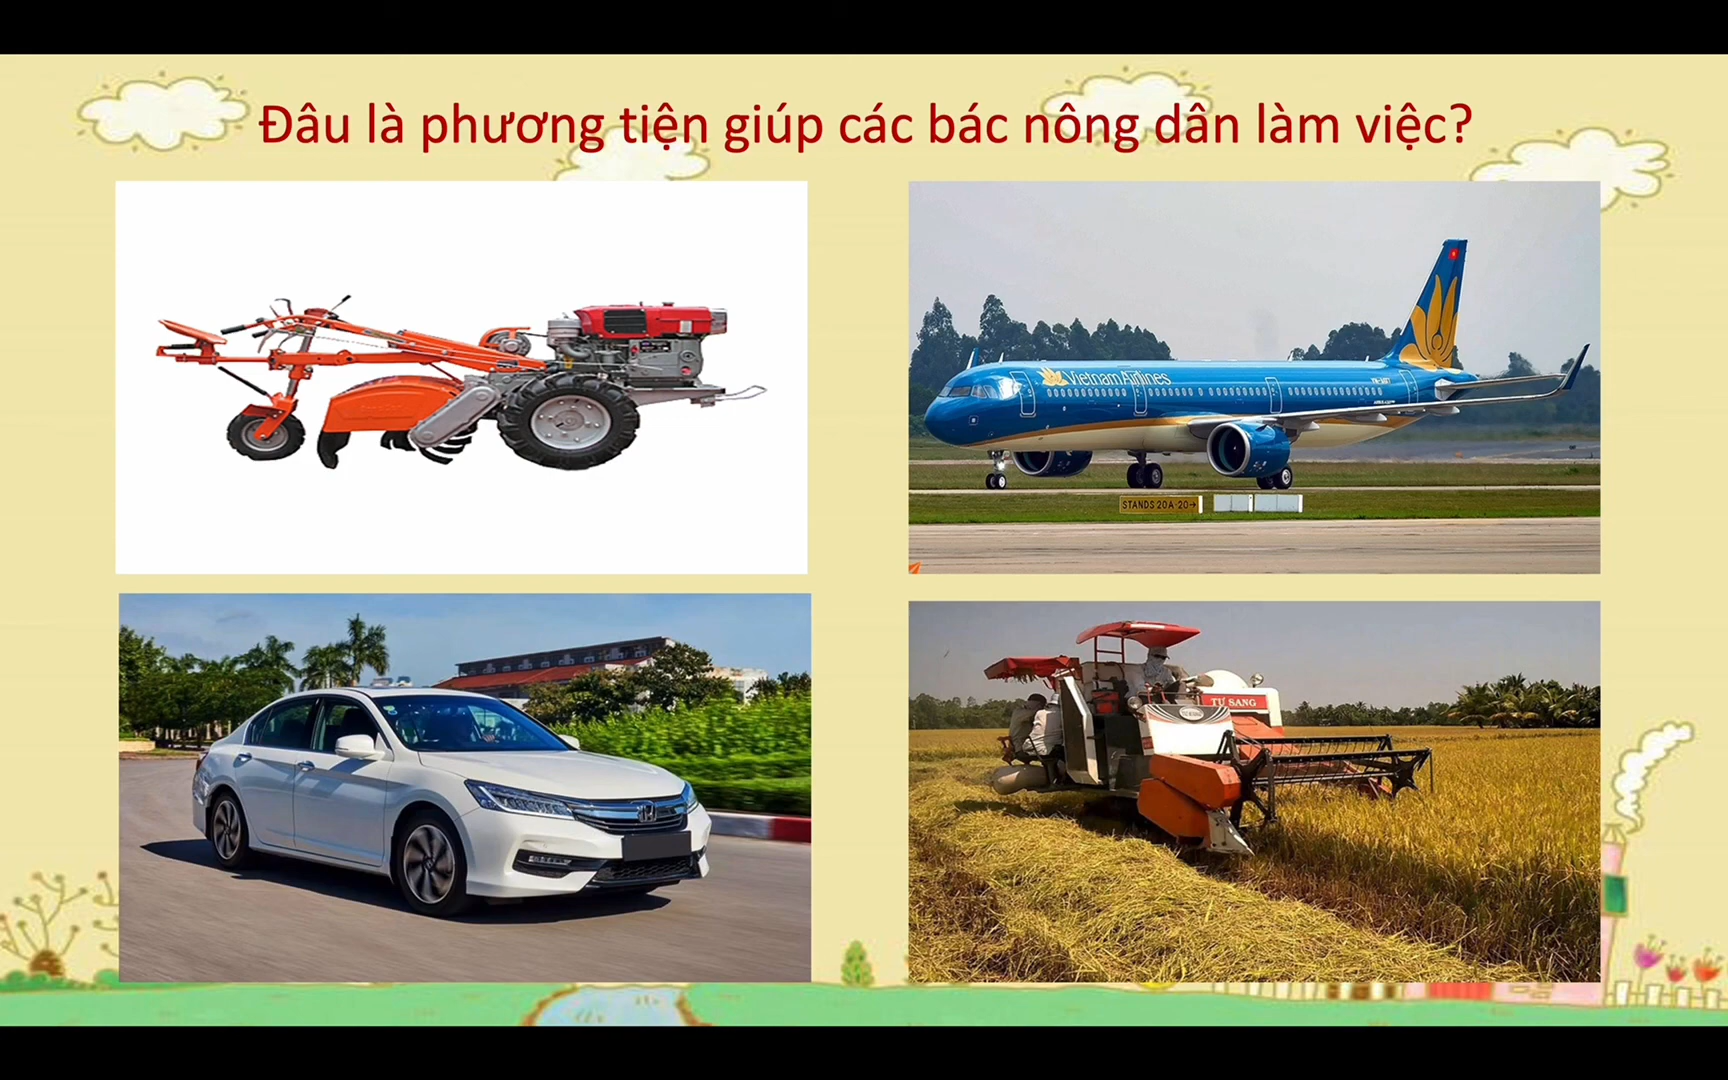 Đâu là phương tiện giúp các bác nông dân làm việc?
Vietnam Airlines
STANDS 20A-20→
TƯ SANG